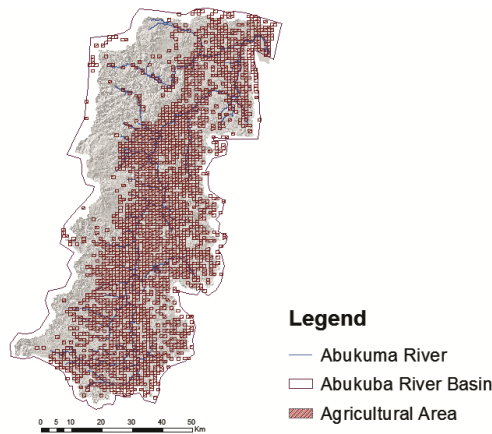 Legend
Abukuma River
Abukuba River Basin
Agricultural Area
0 5 10 20 30 40 50
Km